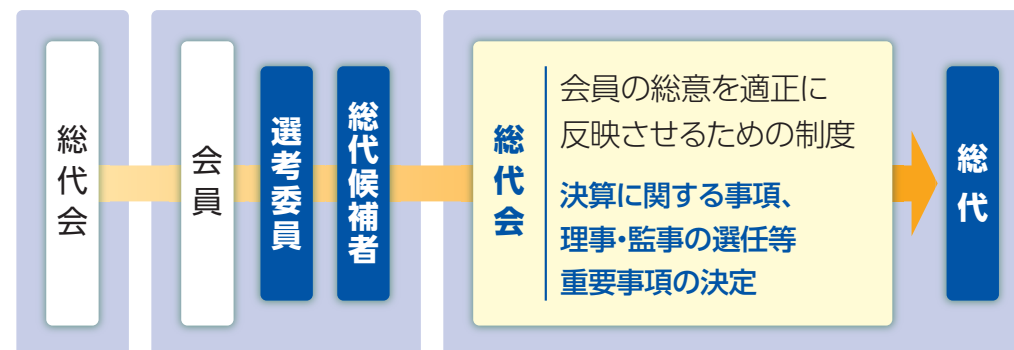 総代会
会員
選考委員
総代候補者
総代会
会員の総意を適正に
反映させるための制度
決算に関する事項、
理事・監事の選任等
重要事項の決定
総代